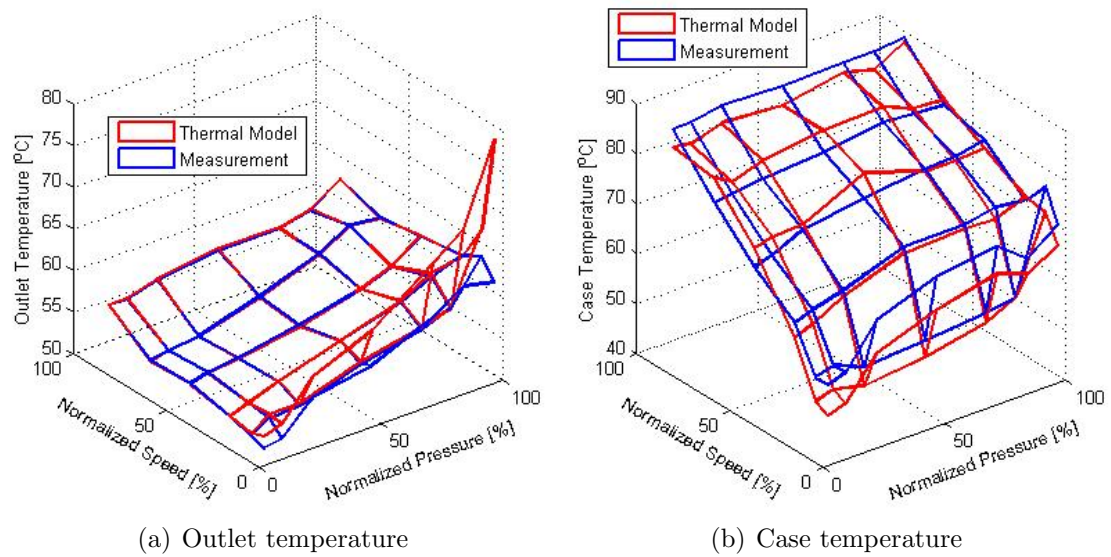 Thermal Model
Measurement
Outlet Temperature [ºC]
80
75
70
65
60
55
50
100
50
0
Normalized Speed [%]
0
50
100
Normalized Pressure [%]
(a) Outlet temperature
Thermal Model
Measurement
Case Temperature [ºC]
90
80
70
60
50
40
100
50
0
Normalized Speed [%]
0
50
100
Normalized Pressure [%]
(b) Case temperature